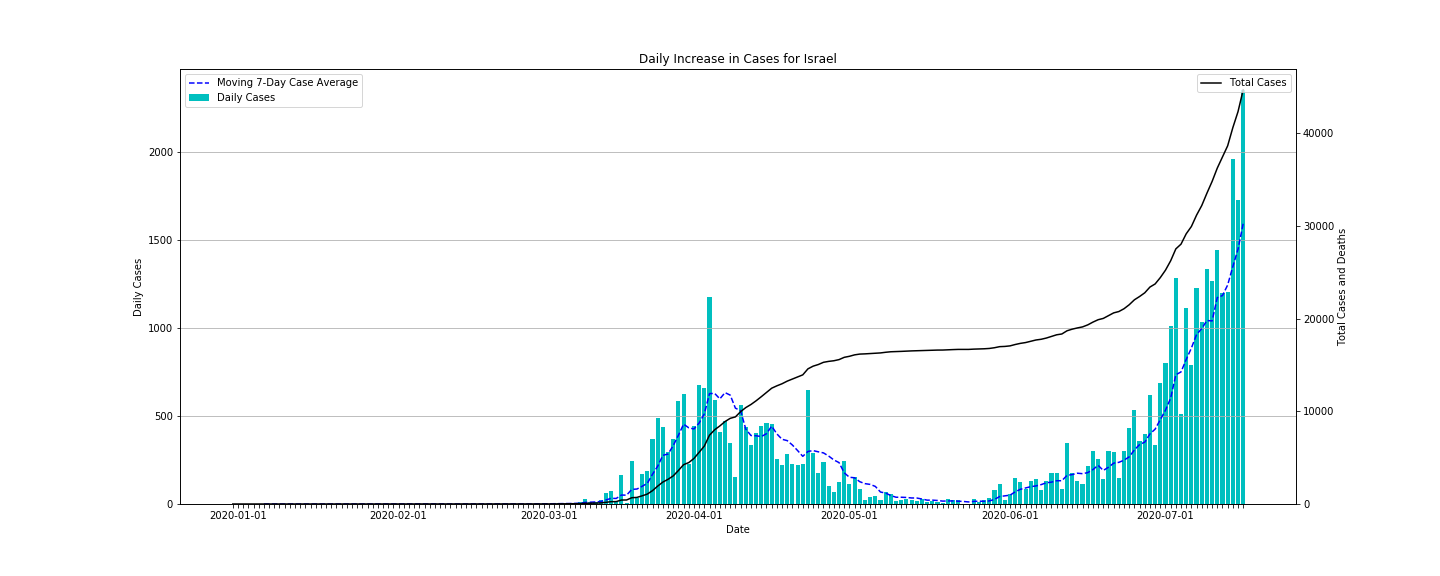 Daily Increase in Cases for Israel
Moving 7-Day Case Average
Daily Cases
Total Cases
2000
1500
1000
500
0
Daily Cases
40000
30000
20000
10000
0
Total Cases and Deaths
2020-01-01
2020-02-01
2020-03-01
2020-04-01
2020-05-01
2020-06-01
2020-07-01
Date